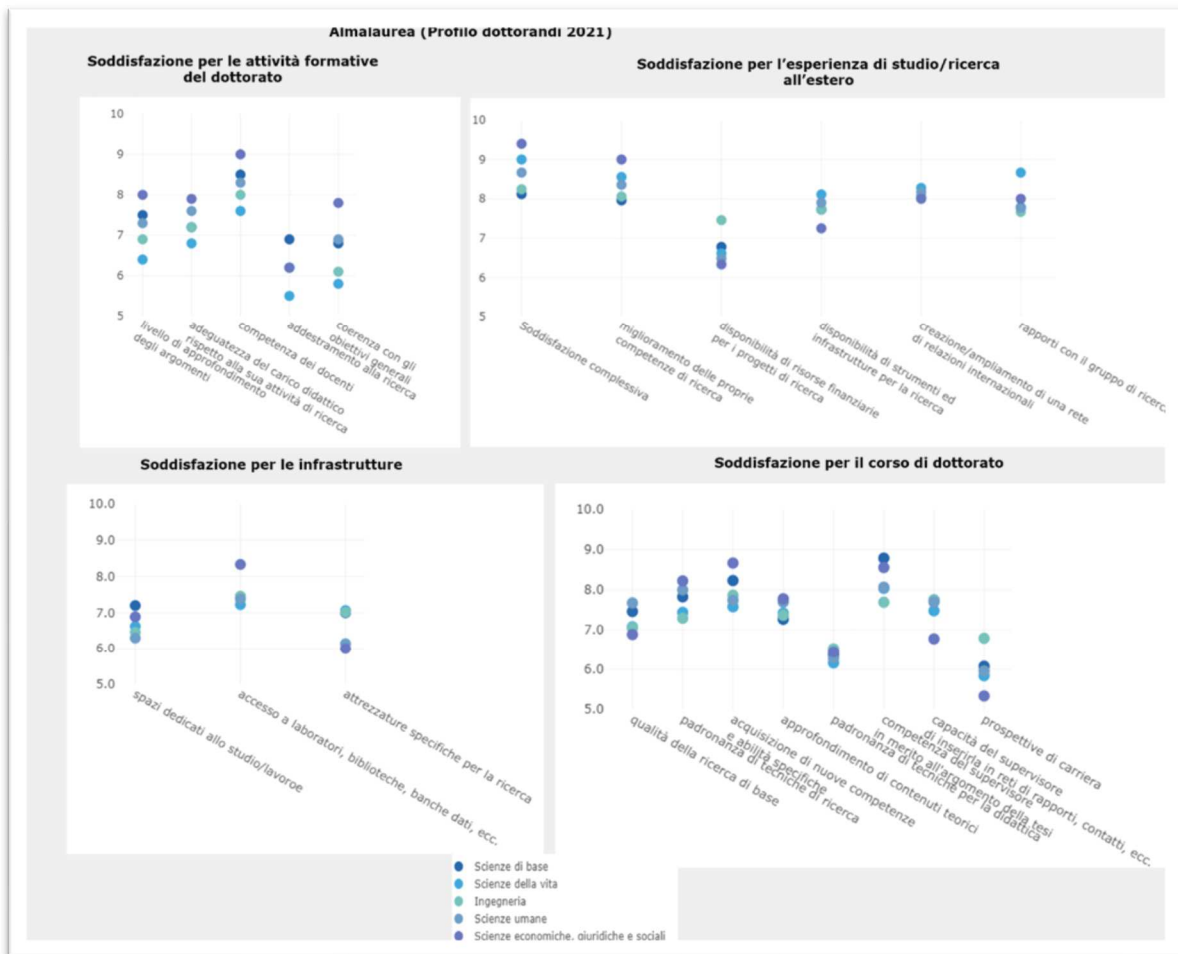 Almalaurea (Profilo dottorandi 2021)
Soddisfazione per le attività formative
del dottorato
10
9
8
7
6
5
livello di approfondimento
degli argomenti
adeguatezza del carico didattico
rispetto alla sua attività di ricerca
competenza dei docenti
addestramento alla ricerca
coerenza con gli
obiettivi generali
Soddisfazione per l’esperienza di studio/ricerca
all’estero
10
9
8
7
6
5
Soddisfazione complessiva
miglioramento delle proprie
competenze di ricerca
disponibilità di risorse finanziarie
per i progetti di ricerca
disponibilità di strumenti ed
infrastrutture per la ricerca
creazione/ampliamento di una rete
di relazioni internazionali
rapporti con il gruppo di ricerc
Soddisfazione per le infrastrutture
10.0
9.0
8.0
7.0
6.0
5.0
spazi dedicati allo studio/lavoroe
accesso a laboratori, biblioteche, banche dati, ecc.
attrezzature specifiche per la ricerca
Soddisfazione per il corso di dottorato
10.0
9.0
8.0
7.0
6.0
5.0
qualità della ricerca di base
padronanza di tecniche di ricerca
acquisizione di nuove competenze
e abilità specifiche
approfondimento di contenuti teorici
padronanza di tecniche per la didattica
competenza del supervisore
in merito all’argomento della tesi
capacità del supervisore
di inserirla in reti di rapporti, contatti, ecc.
prospettive di carriera
Scienze di base
Scienze della vita
Ingegneria
Scienze umane
Scienze economiche, giuridiche e sociali